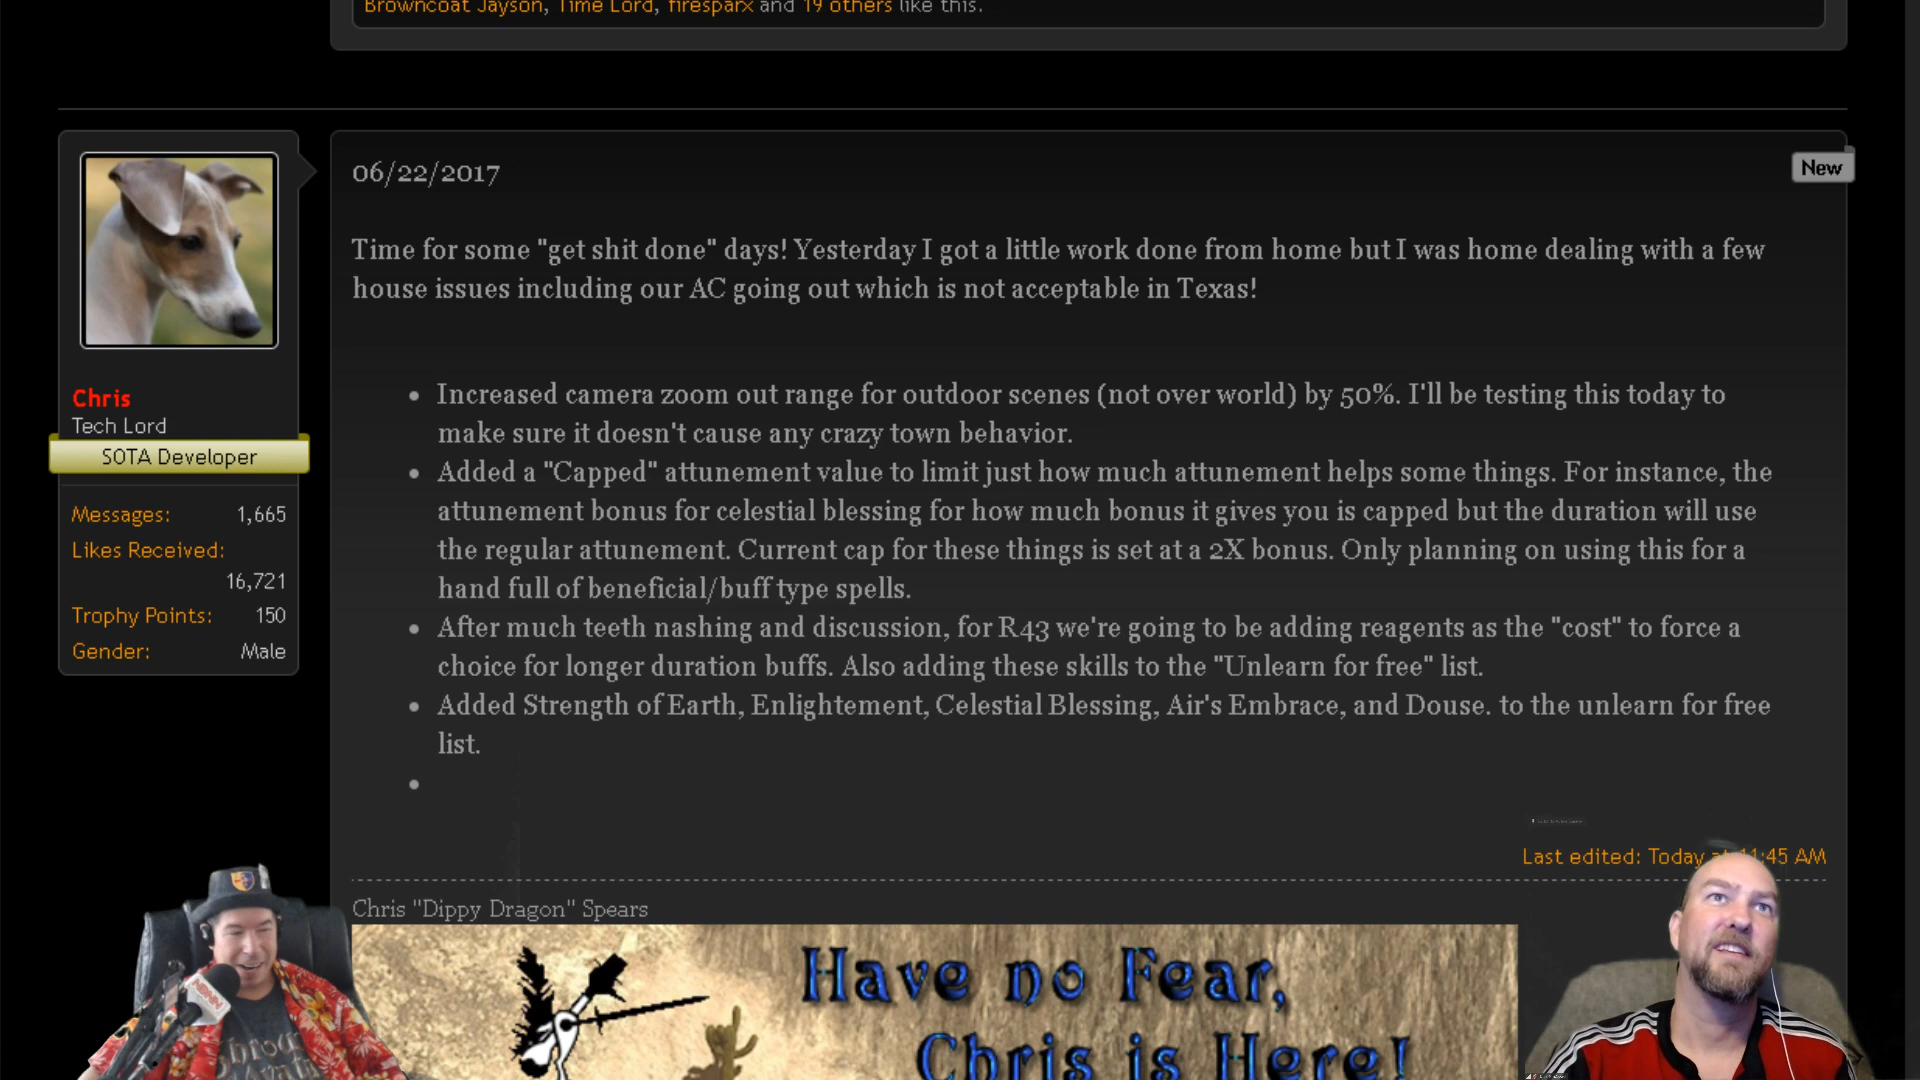 Browncoat Jayson, Time Lord, firesparx and 19 others like this.
06/22/2017
New
Time for some "get shit done" days! Yesterday I got a little work done from home but I was home dealing with a few
house issues including our AC going out which is not acceptable in Texas!
Chris
Tech Lord
SOTA Developer
Messages: 1,665
Likes Received:
16,721
Trophy Points: 150
Gender: Male
Increased camera zoom out range for outdoor scenes (not over world) by 50%. I'll be testing this today to
make sure it doesn't cause any crazy town behavior.
Added a "Capped" attunement value to limit just how much attunement helps some things. For instance, the
attunement bonus for celestial blessing for how much bonus it gives you is capped but the duration will use
the regular attunement. Current cap for these things is set at a 2X bonus. Only planning on using this for a
hand full of beneficial/buff type spells.
After much teeth nashing and discussion, for R43 we're going to be adding reagents as the "cost" to force a
choice for longer duration buffs. Also adding these skills to the "Unlearn for free" list.
Added Strength of Earth, Enlightement, Celestial Blessing, Air's Embrace, and Douse. to the unlearn for free
list.
Last edited: Today at 11:45 AM
Chris "Dippy Dragon" Spears
Have no Fear,
Chris is Here!